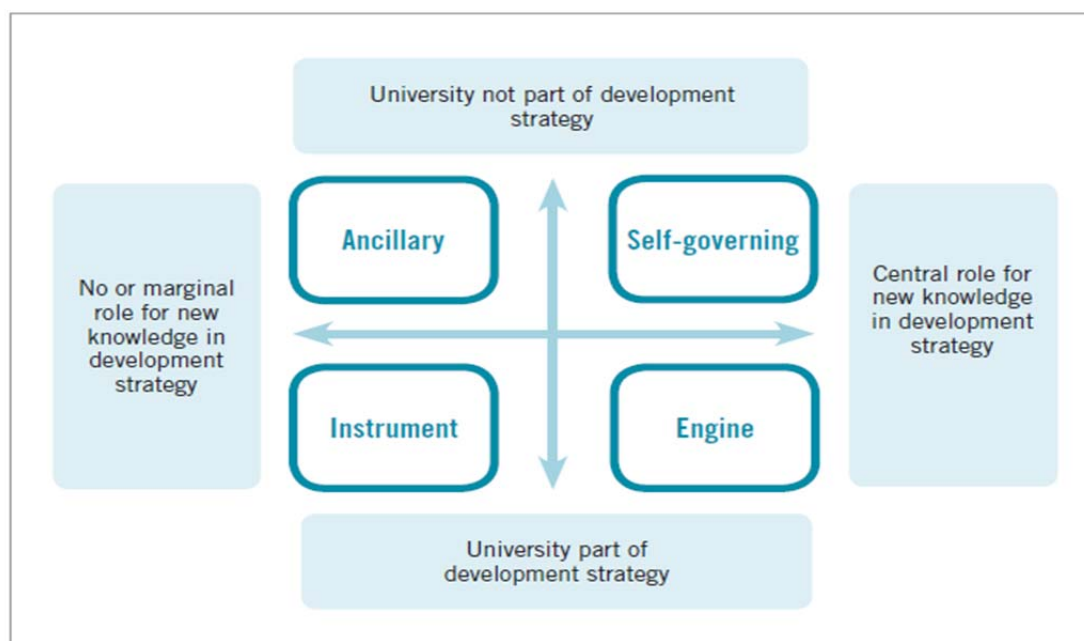 University not part of development
strategy
Ancillary
Self-governing
No or marginal
role for new
knowledge in
development
strategy
Central role for
new knowledge
in development
strategy
Instrument
Engine
University part of
development strategy